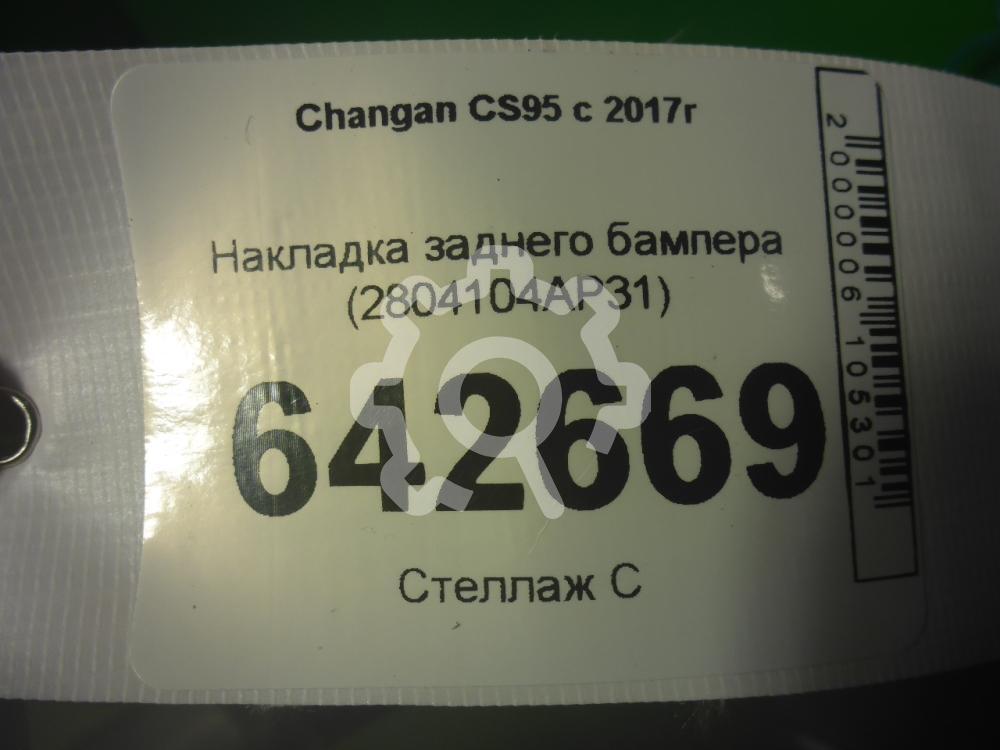 Changan CS95 с 2017г
Накладка заднего бампера
(2804104AP31)
642669
Стеллаж С
2000006105301